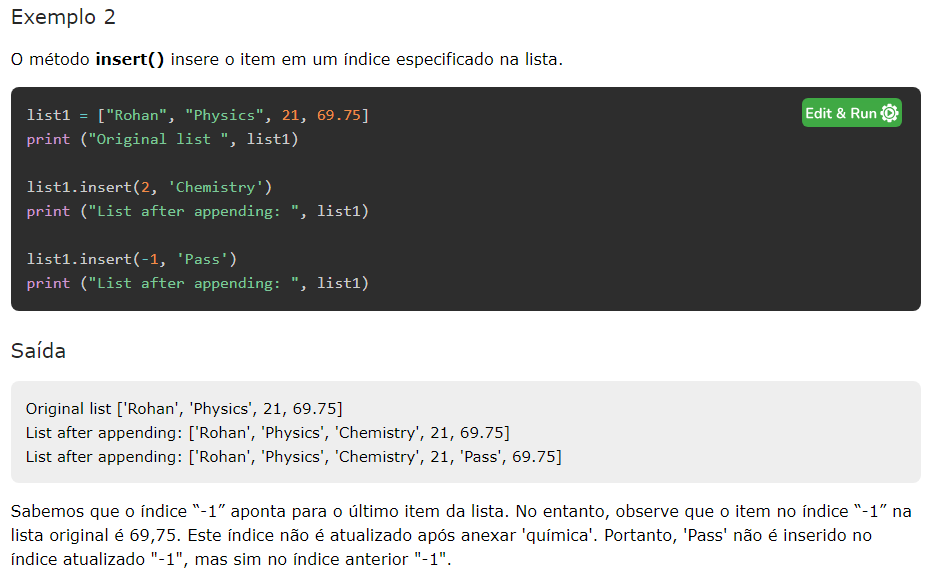 Exemplo 2
O método insert() insere o item em um índice especificado na lista.
list1 = ["Rohan", "Physics", 21, 69.75]
Edit & Run
print ("Original list ", list1)
list1.insert(2, 'Chemistry')
print ("List after appending: ", list1)
list1.insert(-1, 'Pass')
print ("List after appending: ", list1)
Saída
Original list ['Rohan', 'Physics', 21, 69.75]
List after appending: ['Rohan', 'Physics', 'Chemistry', 21, 69.75]
List after appending: ['Rohan', 'Physics', 'Chemistry', 21, 'Pass', 69.75]
Sabemos que o índice “-1” aponta para o último item da lista. No entanto, observe que o item no índice “-1” na
lista original é 69,75. Este índice não é atualizado após anexar 'química'. Portanto, 'Pass' não é inserido no
índice atualizado "-1", mas sim no índice anterior "-1".